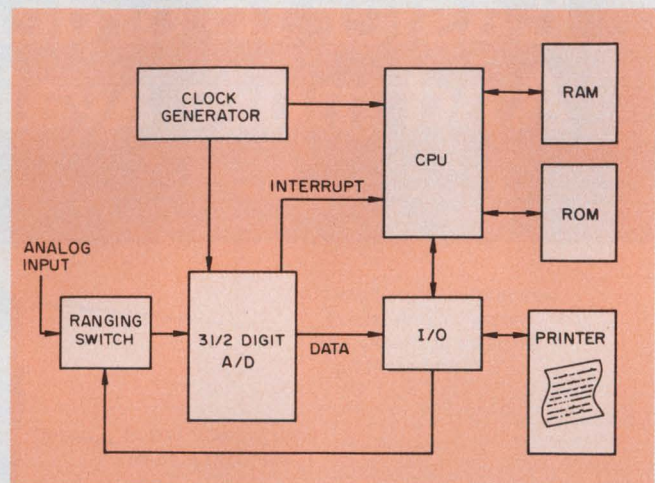 CLOCK
GENERATOR
CPU
RAM
ROM
INTERRUPT
ANALOG
INPUT
RANGING
SWITCH
31/2 DIGIT
A/D
DATA
I/O
PRINTER